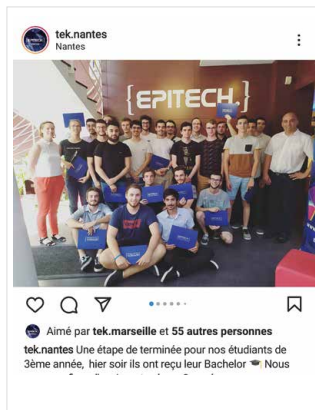 tek.nantes
Nantes
{EPITECH.}
Aimé par tek.marseille et 55 autres personnes
tek.nantes Une étape de terminée pour nos étudiants de
3ème année, hier soir ils ont reçu leur Bachelor 🎓 Nous